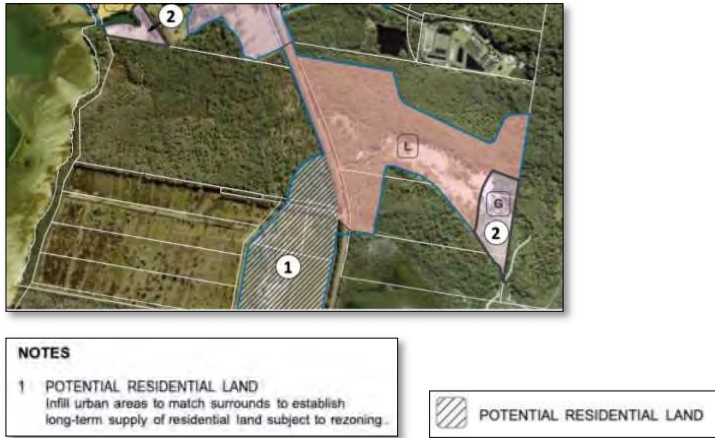 2
L
G
2
1
NOTES
1 POTENTIAL RESIDENTIAL LAND
Infill urban areas to match surrounds to establish
long-term supply of residential land subject to rezoning.
POTENTIAL RESIDENTIAL LAND